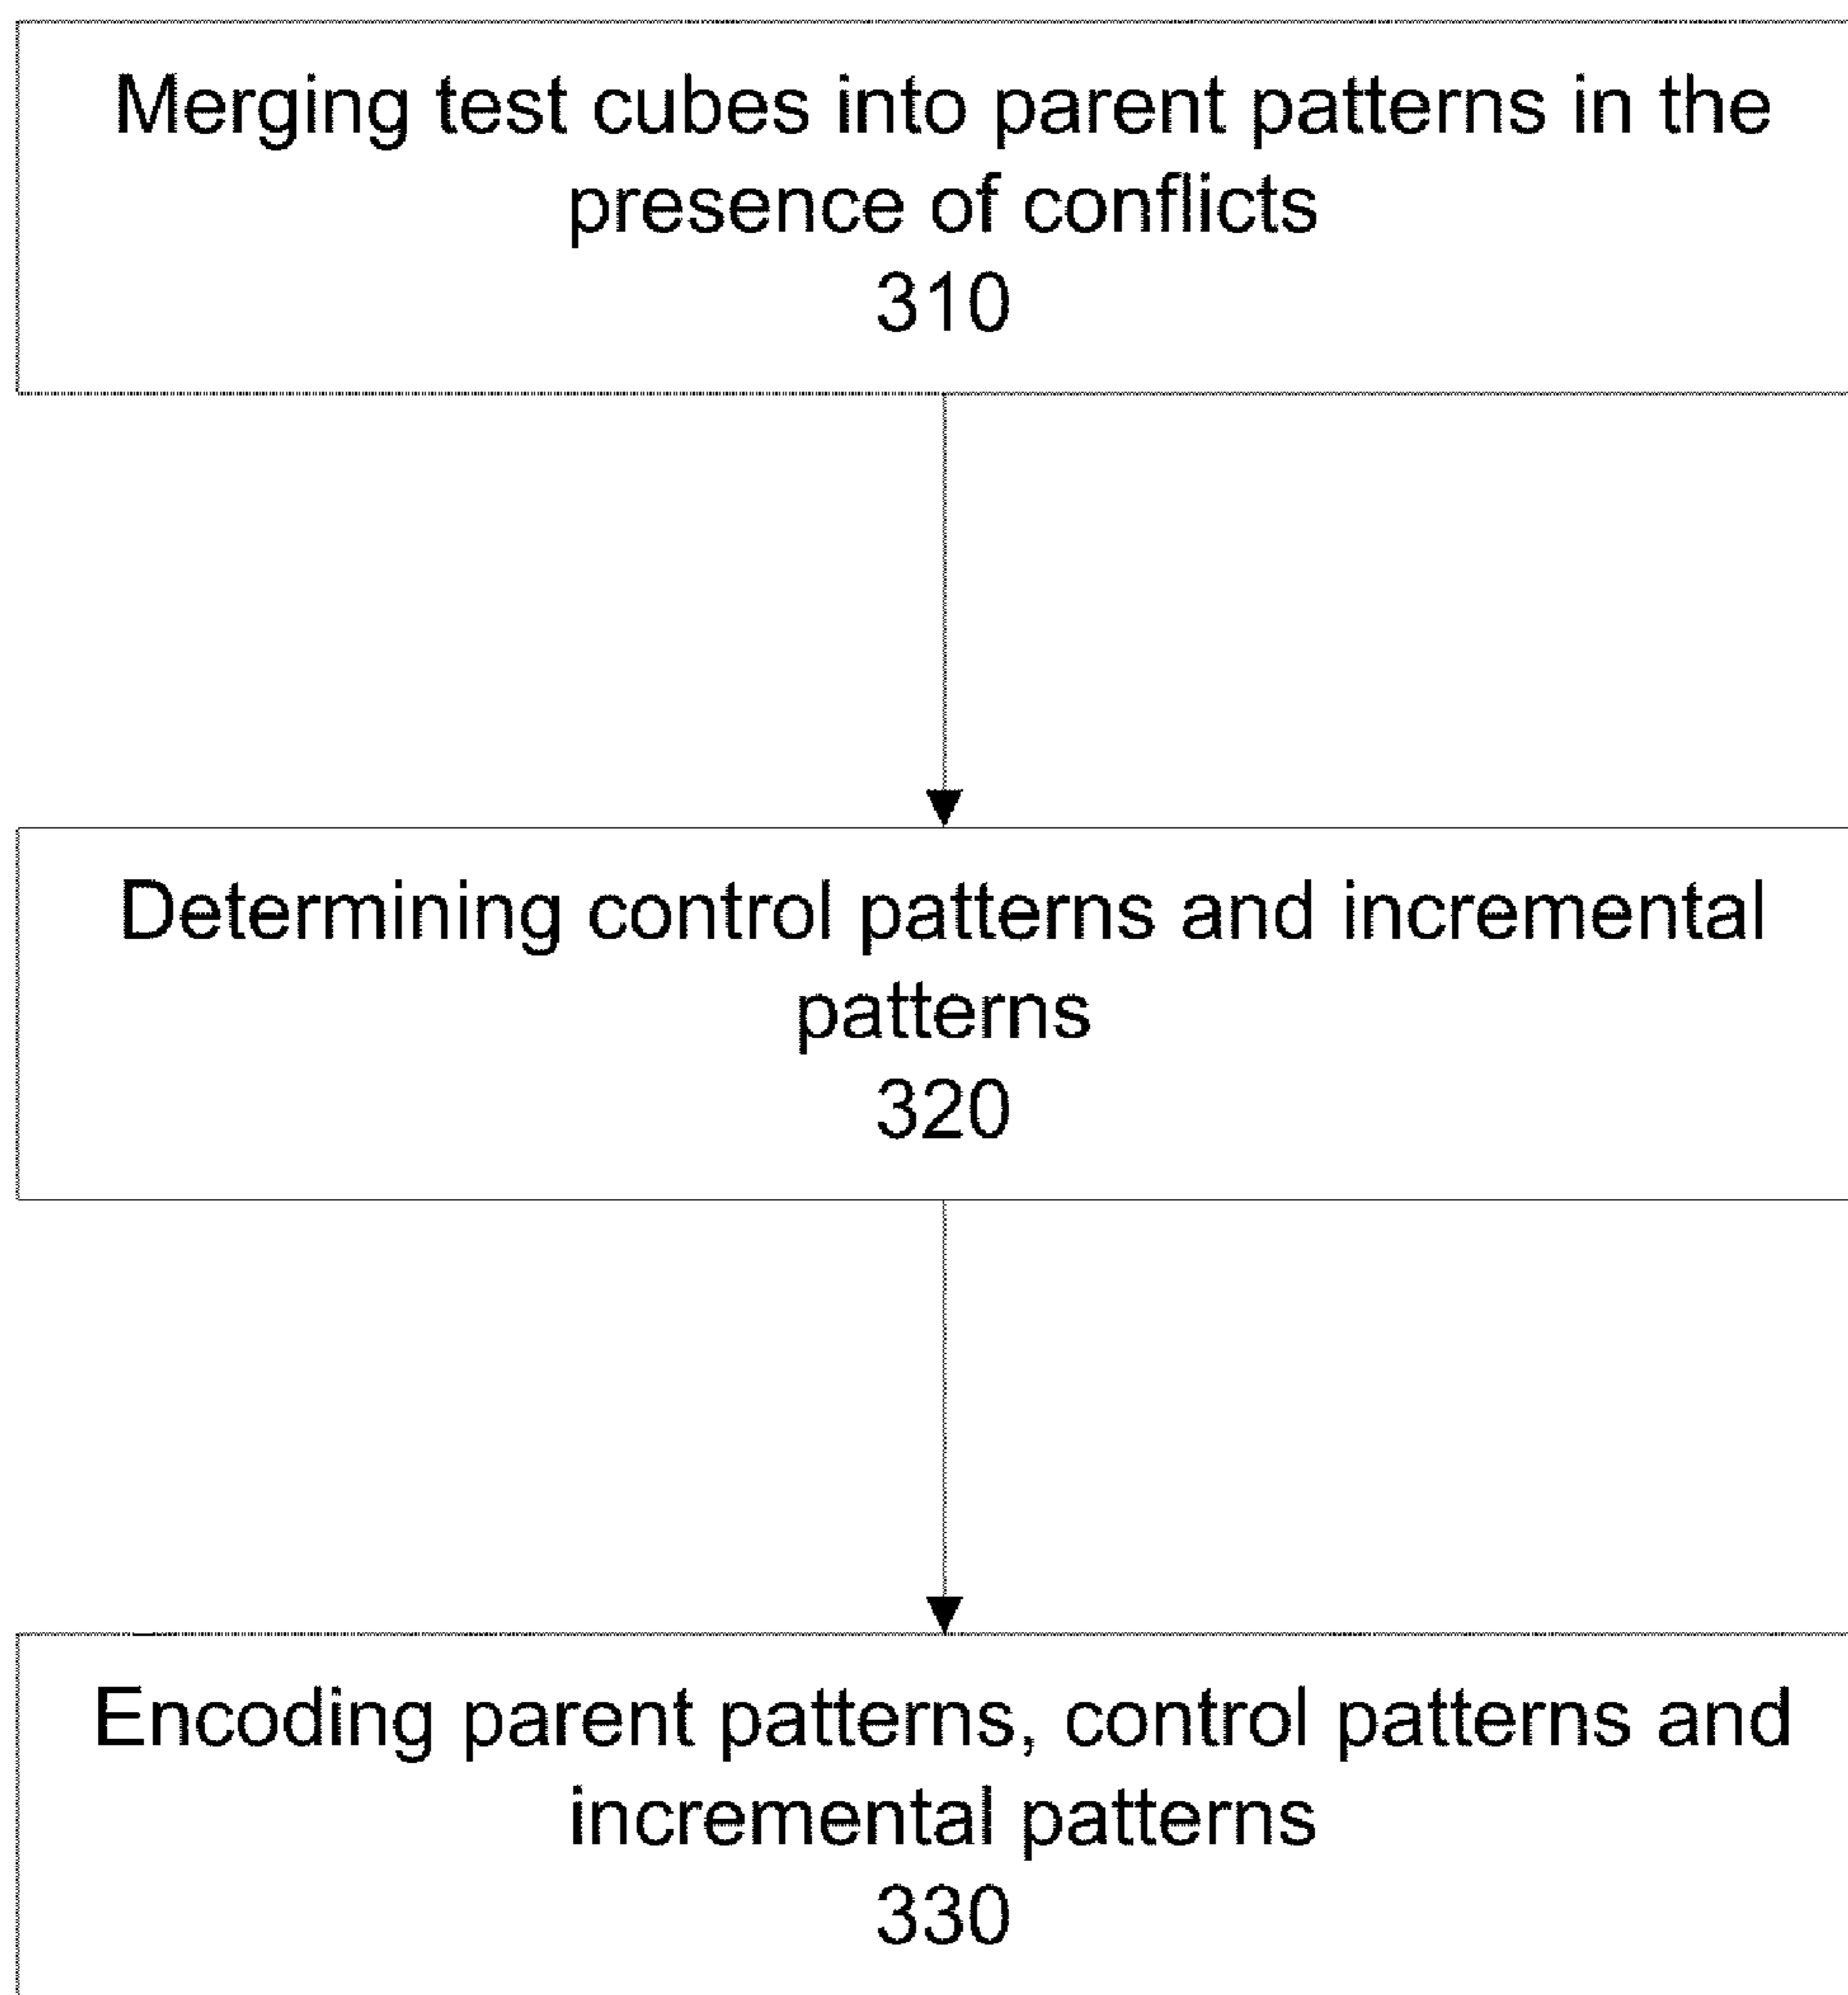 Merging test cubes into parent patterns in the
presence of conflicts
310
Determining control patterns and incremental
patterns
320
Encoding parent patterns, control patterns and
incremental patterns
330